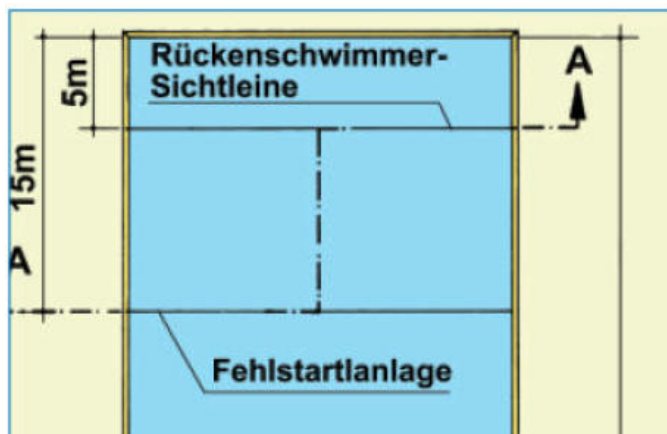 Rückenschwimmer-
Sichtleine
A
5m
15m
A
Fehlstartlanlage